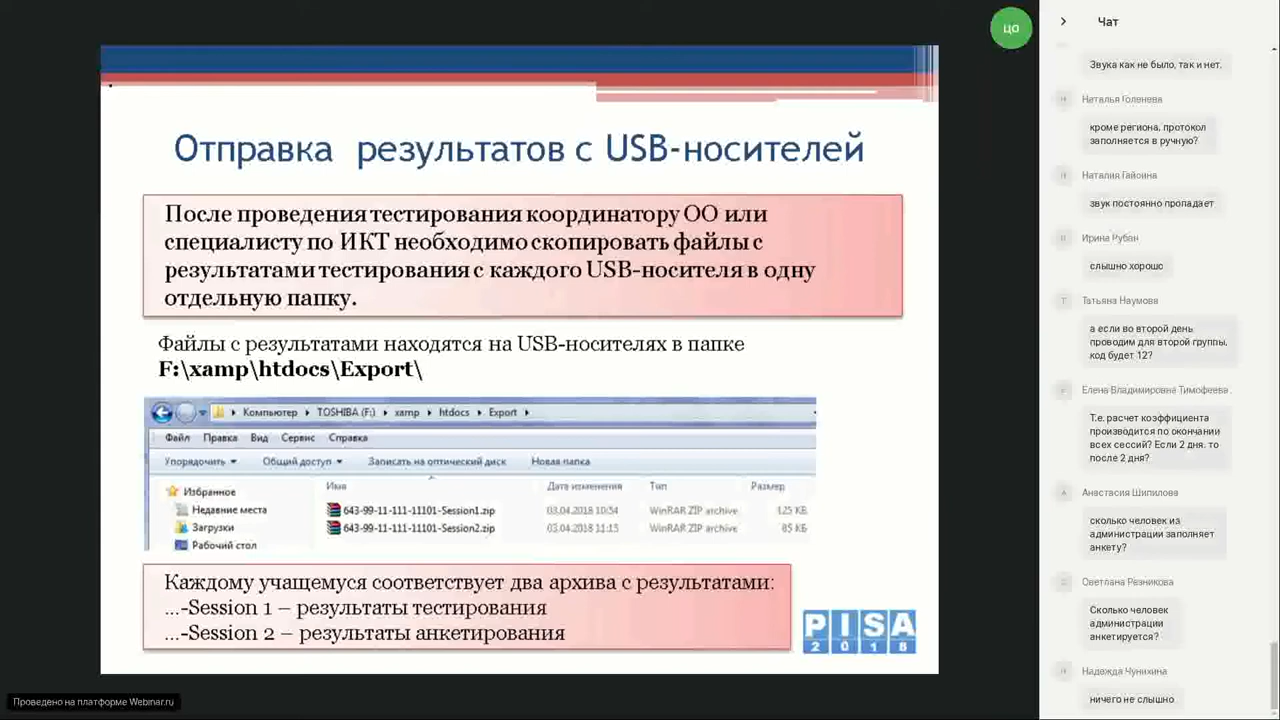 ЦО
Отправка результатов с USB-носителей
После проведения тестирования координатору ОО или
специалисту по ИКТ необходимо скопировать файлы с
результатами тестирования с каждого USB-носителя в одну
отдельную папку.
Файлы с результатами находятся на USB-носителях в папке
F:\xamp\htdocs\Export\
Компьютер TOSHIBA (F:) xamp htdocs Export
Файл Правка Вид Сервис Справка
Упорядочить Общий доступ Записать на оптический диск Новая папка
Избранное
Недавние места
Загрузки
Рабочий стол
Имя Дата изменения Тип Размер
643-99-11-111-11101-Session1.zip 03.04.2018 10:54 WinRAR ZIP archive 125 КБ
643-99-11-111-11101-Session2.zip 03.04.2018 11:15 WinRAR ZIP archive 85 КБ
Каждому учащемуся соответствует два архива с результатами:
...-Session 1 – результаты тестирования
...-Session 2 – результаты анкетирования
PISA
2018
Проведено на платформе Webinar.ru
Чат
Звука как не было, так и нет.
Наталья Голенева
кроме региона, протокол
заполняется в ручную?
Наталия Гайсина
звук постоянно пропадает
Ирина Рубан
слышно хорошо
Татьяна Наумова
а если во второй день
проводим для второй группы,
код будет 12?
Елена Владимировна Тимофеева
Т.е. расчет коэффициента
производится по окончании
всех сессий? Если 2 дня. то
после 2 дня?
Анастасия Шипилова
сколько человек из
администрации заполняет
анкету?
Светлана Резникова
Сколько человек
администрации
анкетируется?
Надежда Чунихина
ничего не слышно